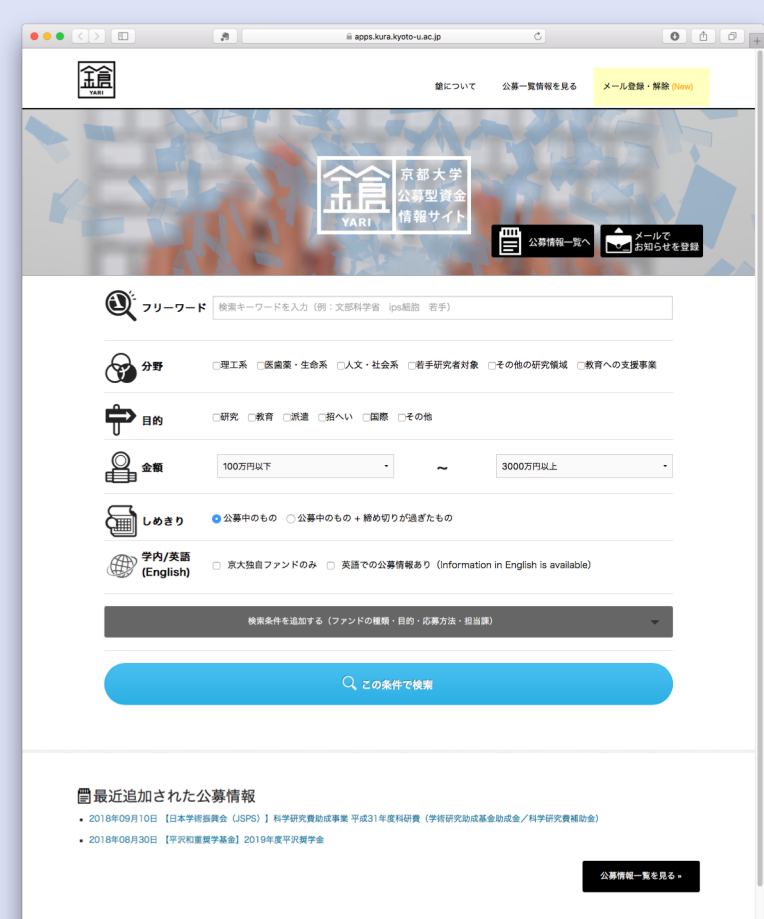 apps.kura.kyoto-u.ac.jp
鎗
YARI
鎗について
公募一覧情報を見る
メール登録・解除 (New)
鎗
YARI
京都大学
公募型資金
情報サイト
公募情報一覧へ
メールで
お知らせを登録
フリーワード
検索キーワードを入力（例：文部科学省 ips細胞 若手）
分野
理工系 医歯薬・生命系 人文・社会系 若手研究者対象 その他の研究領域 教育への支援事業
目的
研究 教育 派遣 招へい 国際 その他
金額
100万円以下 ～ 3000万円以上
しめきり
公募中のもの 公募中のもの + 締め切りが過ぎたもの
学内/英語
(English)
京大独自ファンドのみ 英語での公募情報あり（Information in English is available）
検索条件を追加する（ファンドの種類・目的・応募方法・担当課）
この条件で検索
最近追加された公募情報
2018年09月10日 【日本学術振興会（JSPS）】科学研究費助成事業 平成31年度科研費（学術研究助成基金助成金／科学研究費補助金）
2018年08月30日 【平沢和重奨学基金】2019年度平沢奨学金
公募情報一覧を見る »